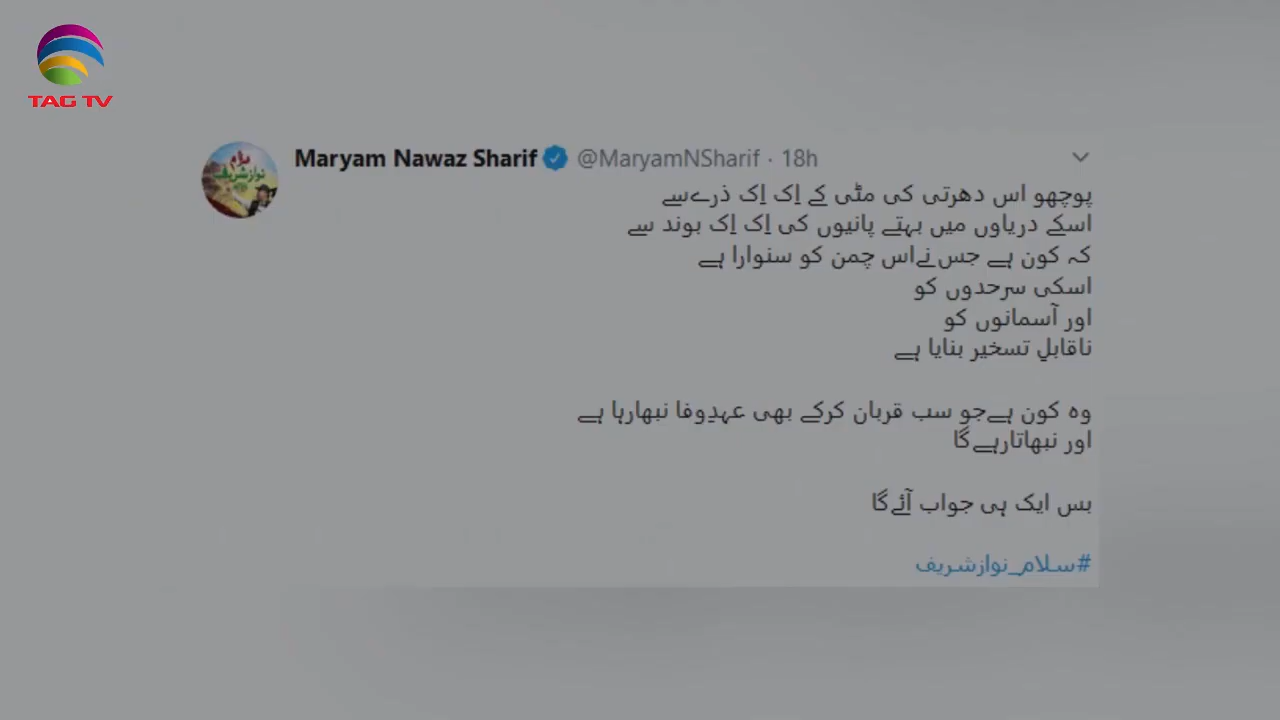 TAG TV
Maryam Nawaz Sharif @MaryamNSharif · 18h
پوچھو اس دھرتی کی مٹی کے اِک اِک ذرےسے
اسکے دریاوں میں بہتے پانیوں کی اِک اِک بوند سے
کہ کون ہے جس نےاس چمن کو سنوارا ہے
اسکی سرحدوں کو
اور آسمانوں کو
ناقابلِ تسخیر بنایا ہے
وہ کون ہےجو سب قربان کرکے بھی عہدِوفا نبھارہا ہے
اور نبھاتارہےگا
بس ایک ہی جواب آئےگا
#سلام_نوازشریف
سلام
نوازشریف